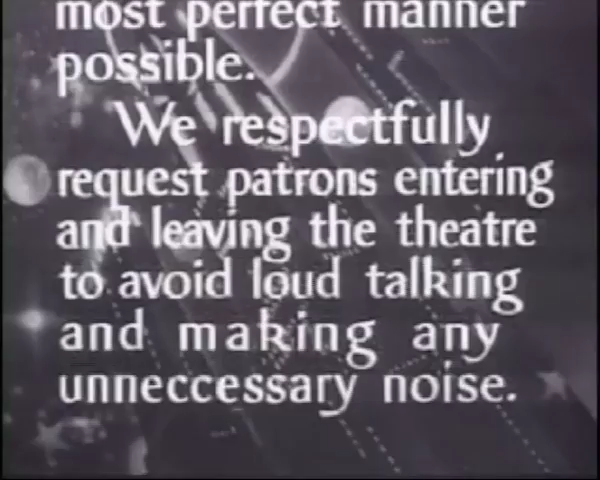 most perfect manner
possible.
We respectfully
request patrons entering
and leaving the theatre
to avoid loud talking
and making any
unneccessary noise.